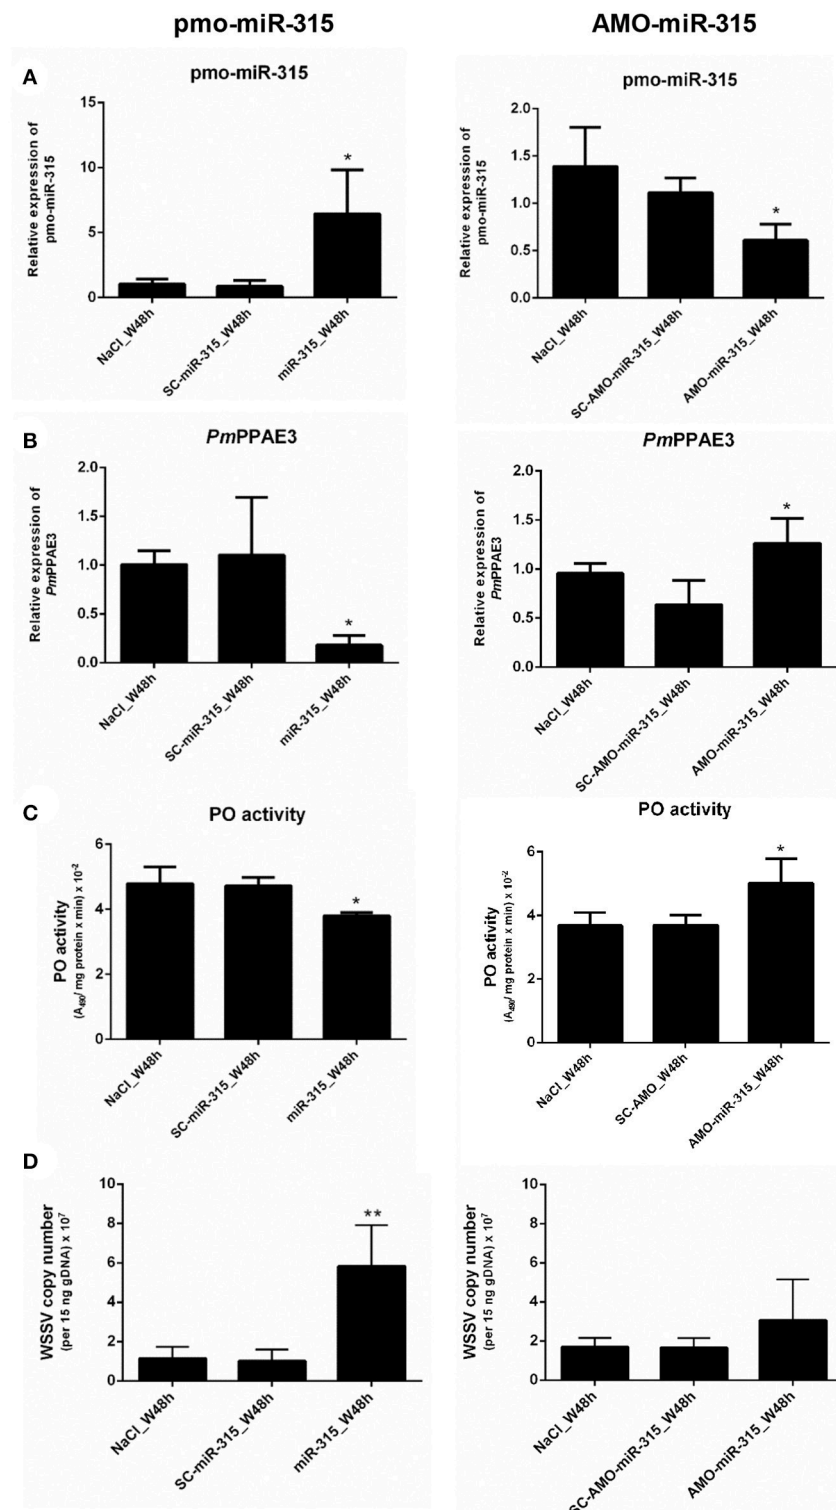 pmo-miR-315
AMO-miR-315
A
pmo-miR-315
Relative expression of
pmo-miR-315
15
10
5
0
*
NaCl_W48h
SC-miR-315_W48h
miR-315_W48h
pmo-miR-315
Relative expression of
pmo-miR-315
2.0
1.5
1.0
0.5
0.0
*
NaCl_W48h
SC-AMO-miR-315_W48h
AMO-miR-315_W48h
B
PmPPAE3
Relative expression of
PmPPAE3
2.0
1.5
1.0
0.5
0.0
*
NaCl_W48h
SC-miR-315_W48h
miR-315_W48h
PmPPAE3
Relative expression of
PmPPAE3
2.0
1.5
1.0
0.5
0.0
*
NaCl_W48h
SC-AMO-miR-315_W48h
AMO-miR-315_W48h
C
PO activity
PO activity
(A490/ mg protein x min) x 10-2
6
4
2
0
*
NaCl_W48h
SC-miR-315_W48h
miR-315_W48h
PO activity
PO activity
(A490/ mg protein x min) x 10-2
6
4
2
0
*
NaCl_W48h
SC-AMO_W48h
AMO-miR-315_W48h
D
WSSV copy number
(per 15 ng gDNA) x 107
10
8
6
4
2
0
**
NaCl_W48h
SC-miR-315_W48h
miR-315_W48h
WSSV copy number
(per 15 ng gDNA) x 107
10
8
6
4
2
0
NaCl_W48h
SC-AMO-miR-315_W48h
AMO-miR-315_W48h